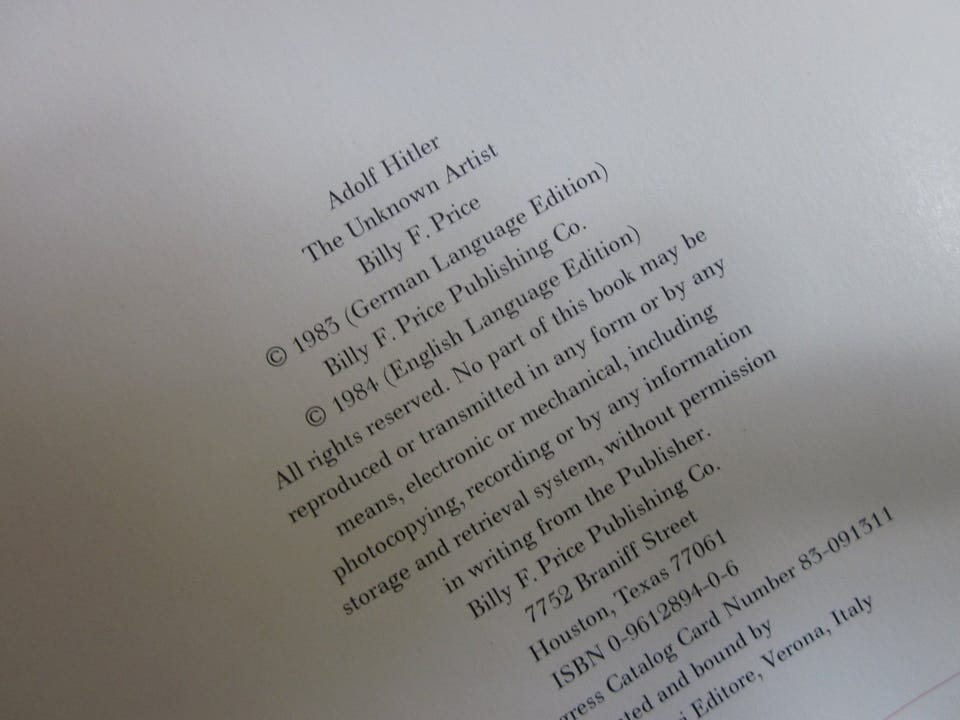 Adolf Hitler
The Unknown Artist
Billy F. Price
© 1983 (German Language Edition)
Billy F. Price Publishing Co.
© 1984 (English Language Edition)
All rights reserved. No part of this book may be
reproduced or transmitted in any form or by any
means, electronic or mechanical, including
photocopying, recording or by any information
storage and retrieval system, without permission
in writing from the Publisher.
Billy F. Price Publishing Co.
7752 Braniff Street
Houston, Texas 77061
ISBN 0-9612894-0-6
Catalog Card Number 83-091311
and bound by
Editore, Verona, Italy